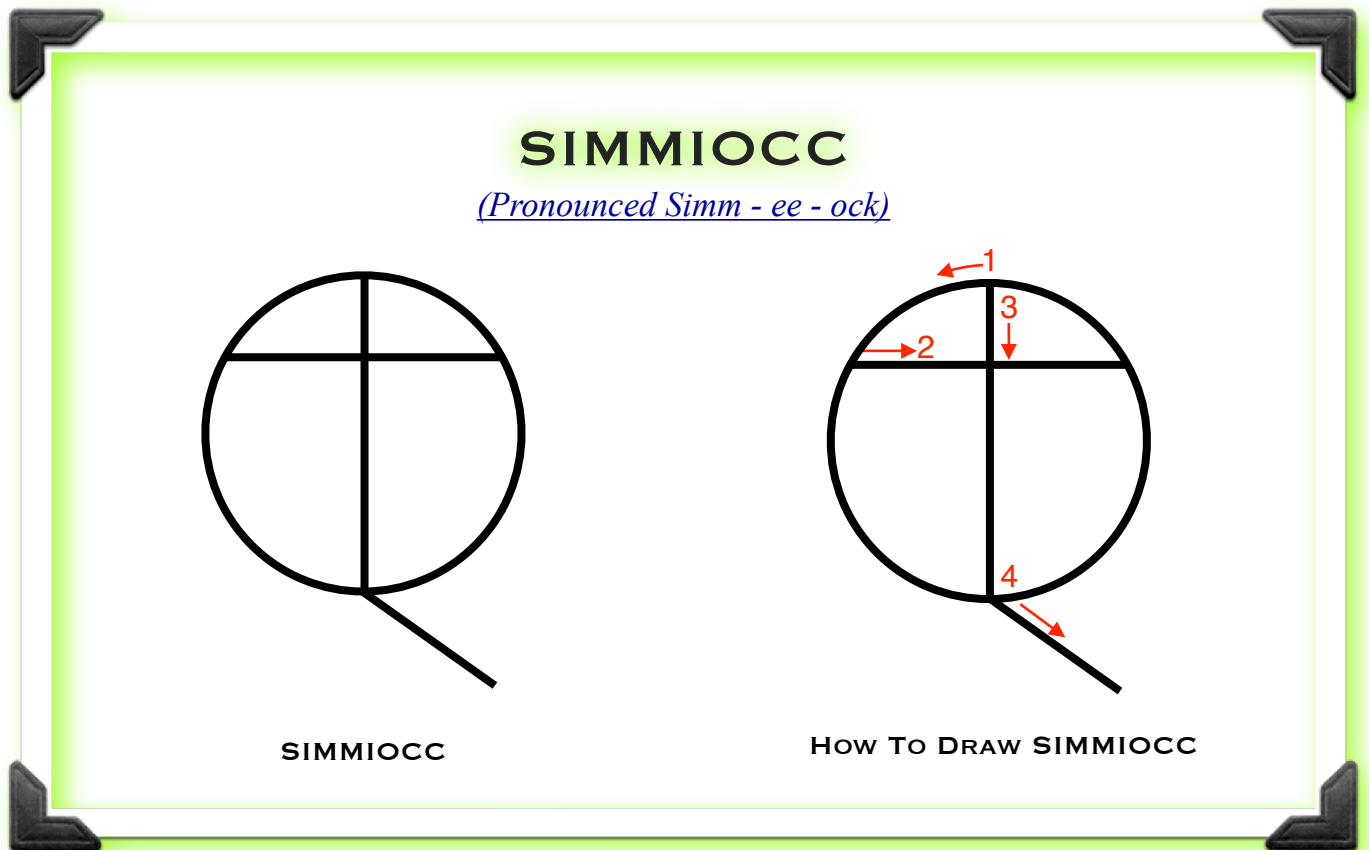 SIMMIOCC
(Pronounced Simm - ee - ock)
1
3
2
4
SIMMIOCC
How To Draw SIMMIOCC